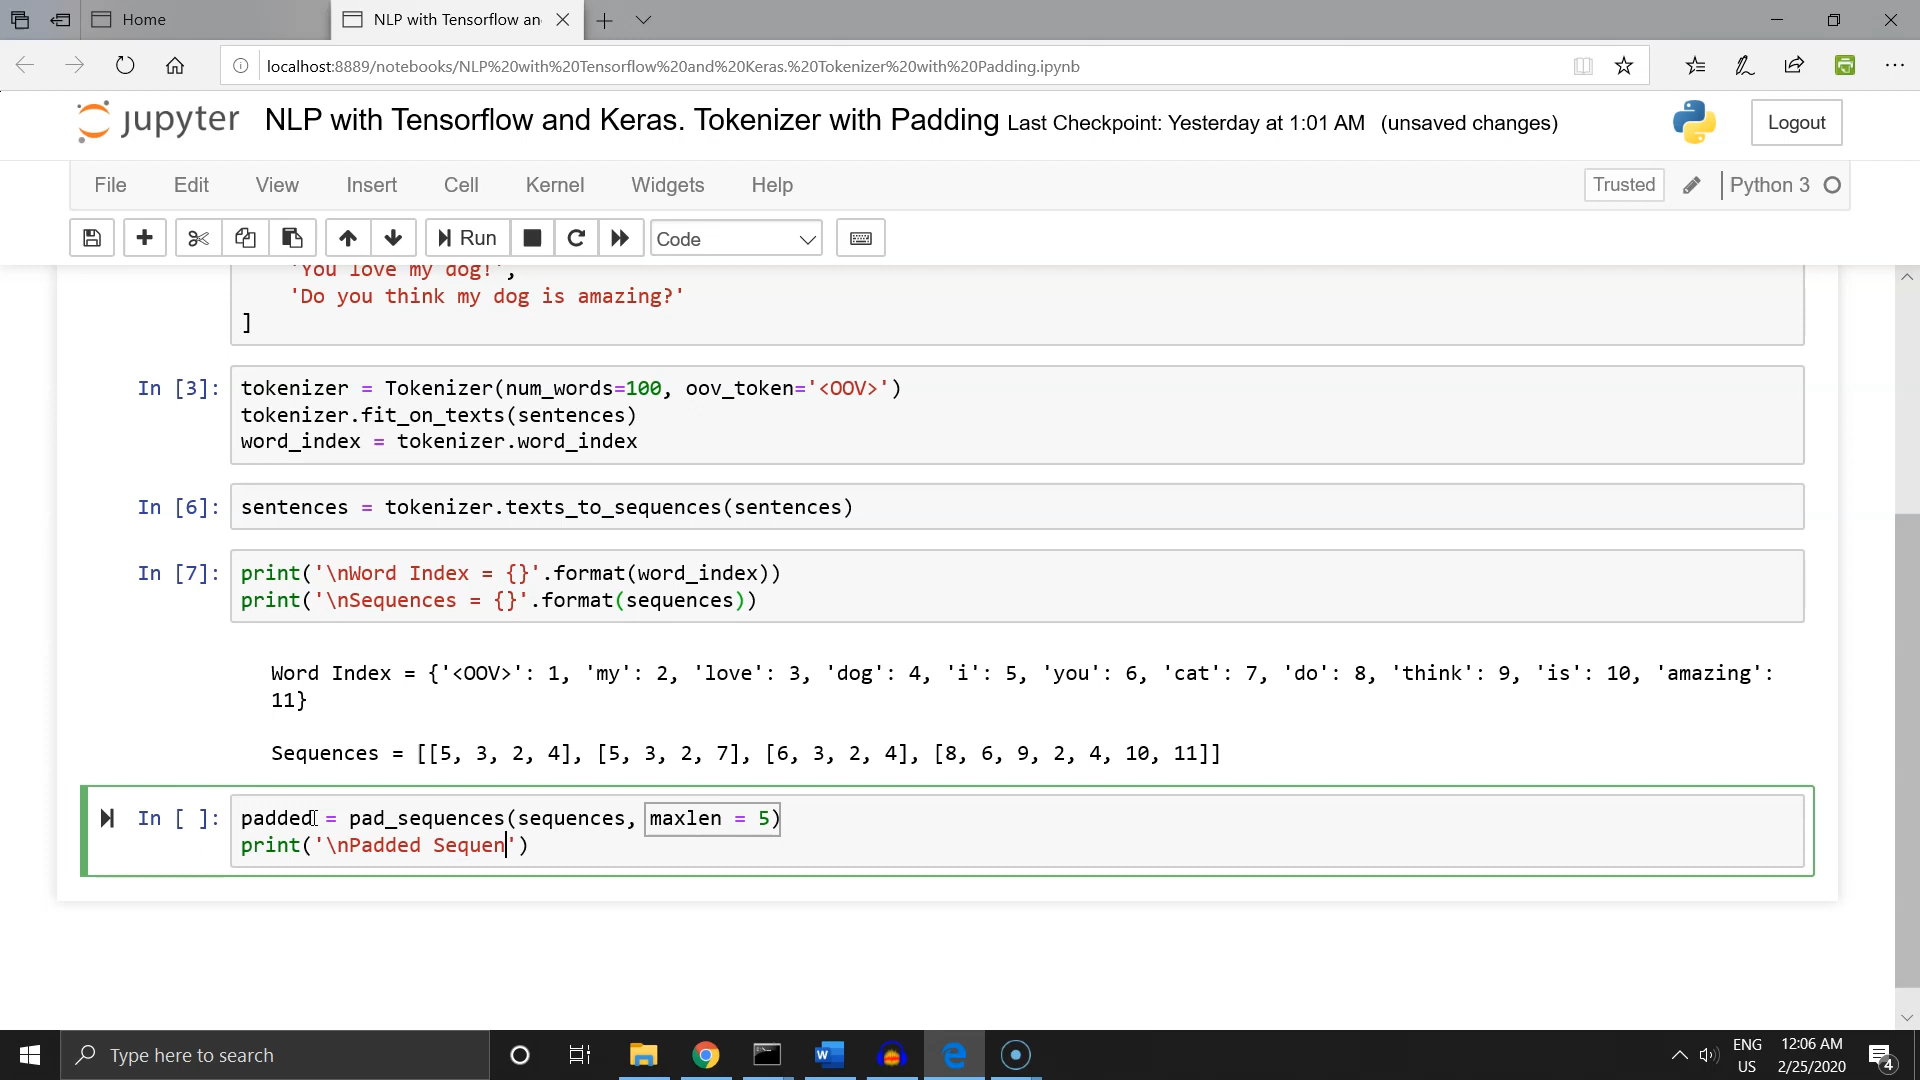 Home
NLP with Tensorflow an
localhost:8889/notebooks/NLP%20with%20Tensorflow%20and%20Keras.%20Tokenizer%20with%20Padding.ipynb
jupyter NLP with Tensorflow and Keras. Tokenizer with Padding Last Checkpoint: Yesterday at 1:01 AM (unsaved changes)
Logout
File Edit View Insert Cell Kernel Widgets Help
Trusted Python 3
Run Code
'You love my dog!',
'Do you think my dog is amazing?'
]
In [3]: tokenizer = Tokenizer(num_words=100, oov_token='<OOV>')
tokenizer.fit_on_texts(sentences)
word_index = tokenizer.word_index
In [6]: sentences = tokenizer.texts_to_sequences(sentences)
In [7]: print('\nWord Index = {}'.format(word_index))
print('\nSequences = {}'.format(sequences))
Word Index = {'<OOV>': 1, 'my': 2, 'love': 3, 'dog': 4, 'i': 5, 'you': 6, 'cat': 7, 'do': 8, 'think': 9, 'is': 10, 'amazing':
11}
Sequences = [[5, 3, 2, 4], [5, 3, 2, 7], [6, 3, 2, 4], [8, 6, 9, 2, 4, 10, 11]]
In [ ]: padded = pad_sequences(sequences, maxlen = 5)
print('\nPadded Sequen')
Type here to search
ENG
US
12:06 AM
2/25/2020
4